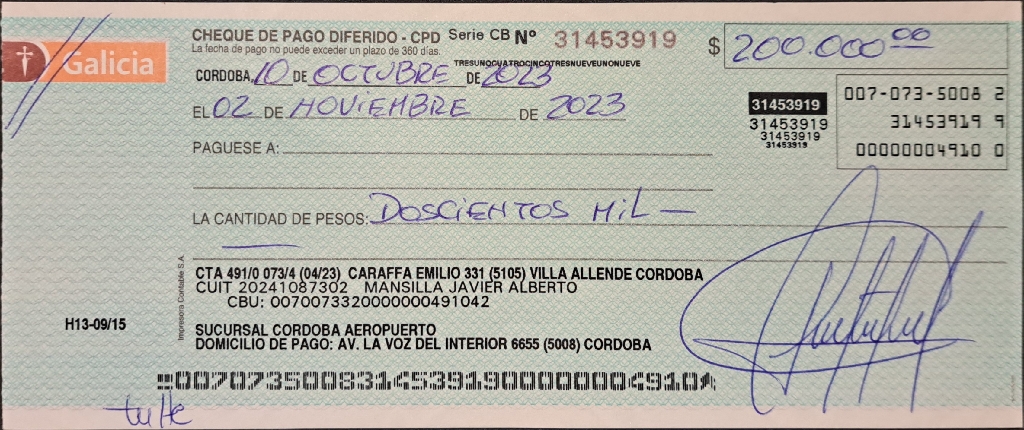 Galicia
CHEQUE DE PAGO DIFERIDO - CPD Serie CB Nº 31453919 $ 200.00000
La fecha de pago no puede exceder un plazo de 360 días.
TRESUNOCUATROCINCOTRESNUEVEUNONUEVE
CORDOBA, 10 DE OCTUBRE DE 2023
EL 02 DE NOVIEMBRE DE 2023
31453919
31453919
31453919
31453919
007-073-5008 2
31453919 9
00000004910 0
PAGUESE A:
LA CANTIDAD DE PESOS: DOSCIENTOS MIL —
CTA 491/0 073/4 (04/23) CARAFFA EMILIO 331 (5105) VILLA ALLENDE CORDOBA
CUIT 20241087302 MANSILLA JAVIER ALBERTO
CBU: 0070073320000000491042
Impresora Contable S.A.
H13-09/15
SUCURSAL CORDOBA AEROPUERTO
DOMICILIO DE PAGO: AV. LA VOZ DEL INTERIOR 6655 (5008) CORDOBA
00707350083145391900000004910